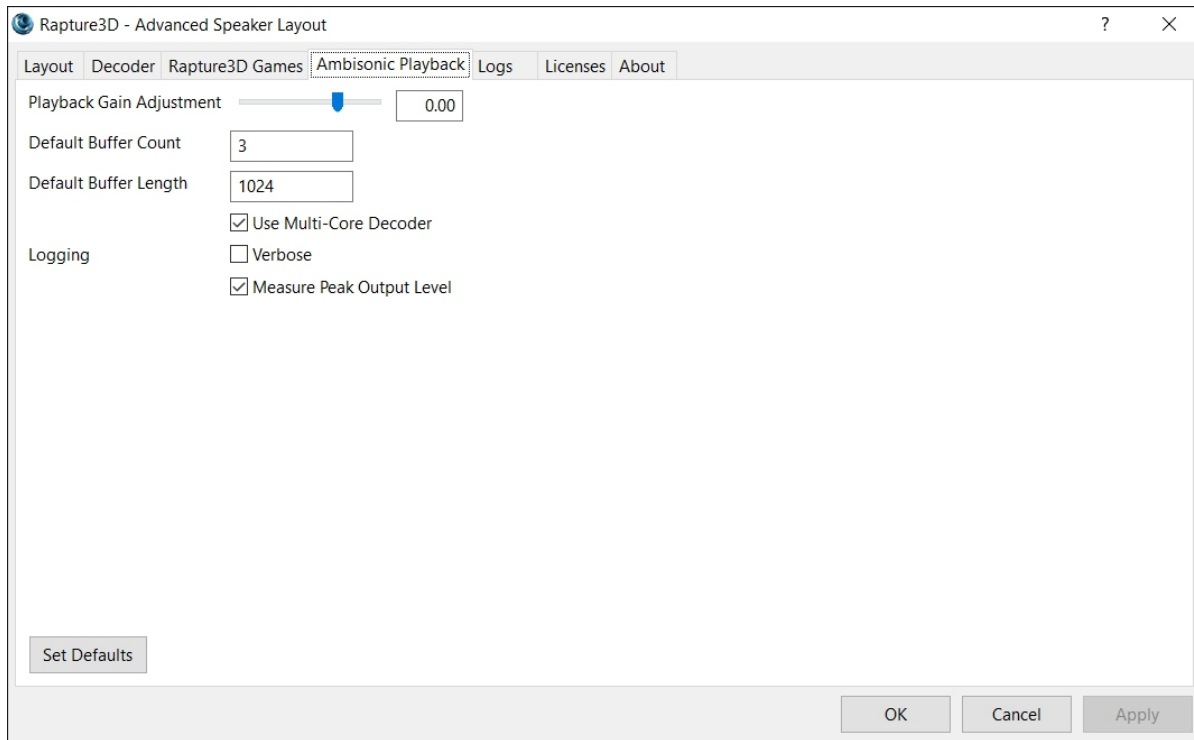 Rapture3D - Advanced Speaker Layout ?
Layout Decoder Rapture3D Games Ambisonic Playback Logs Licenses About
Playback Gain Adjustment 0.00
Default Buffer Count 3
Default Buffer Length 1024
Use Multi-Core Decoder
Logging Verbose
Measure Peak Output Level
Set Defaults
OK Cancel Apply